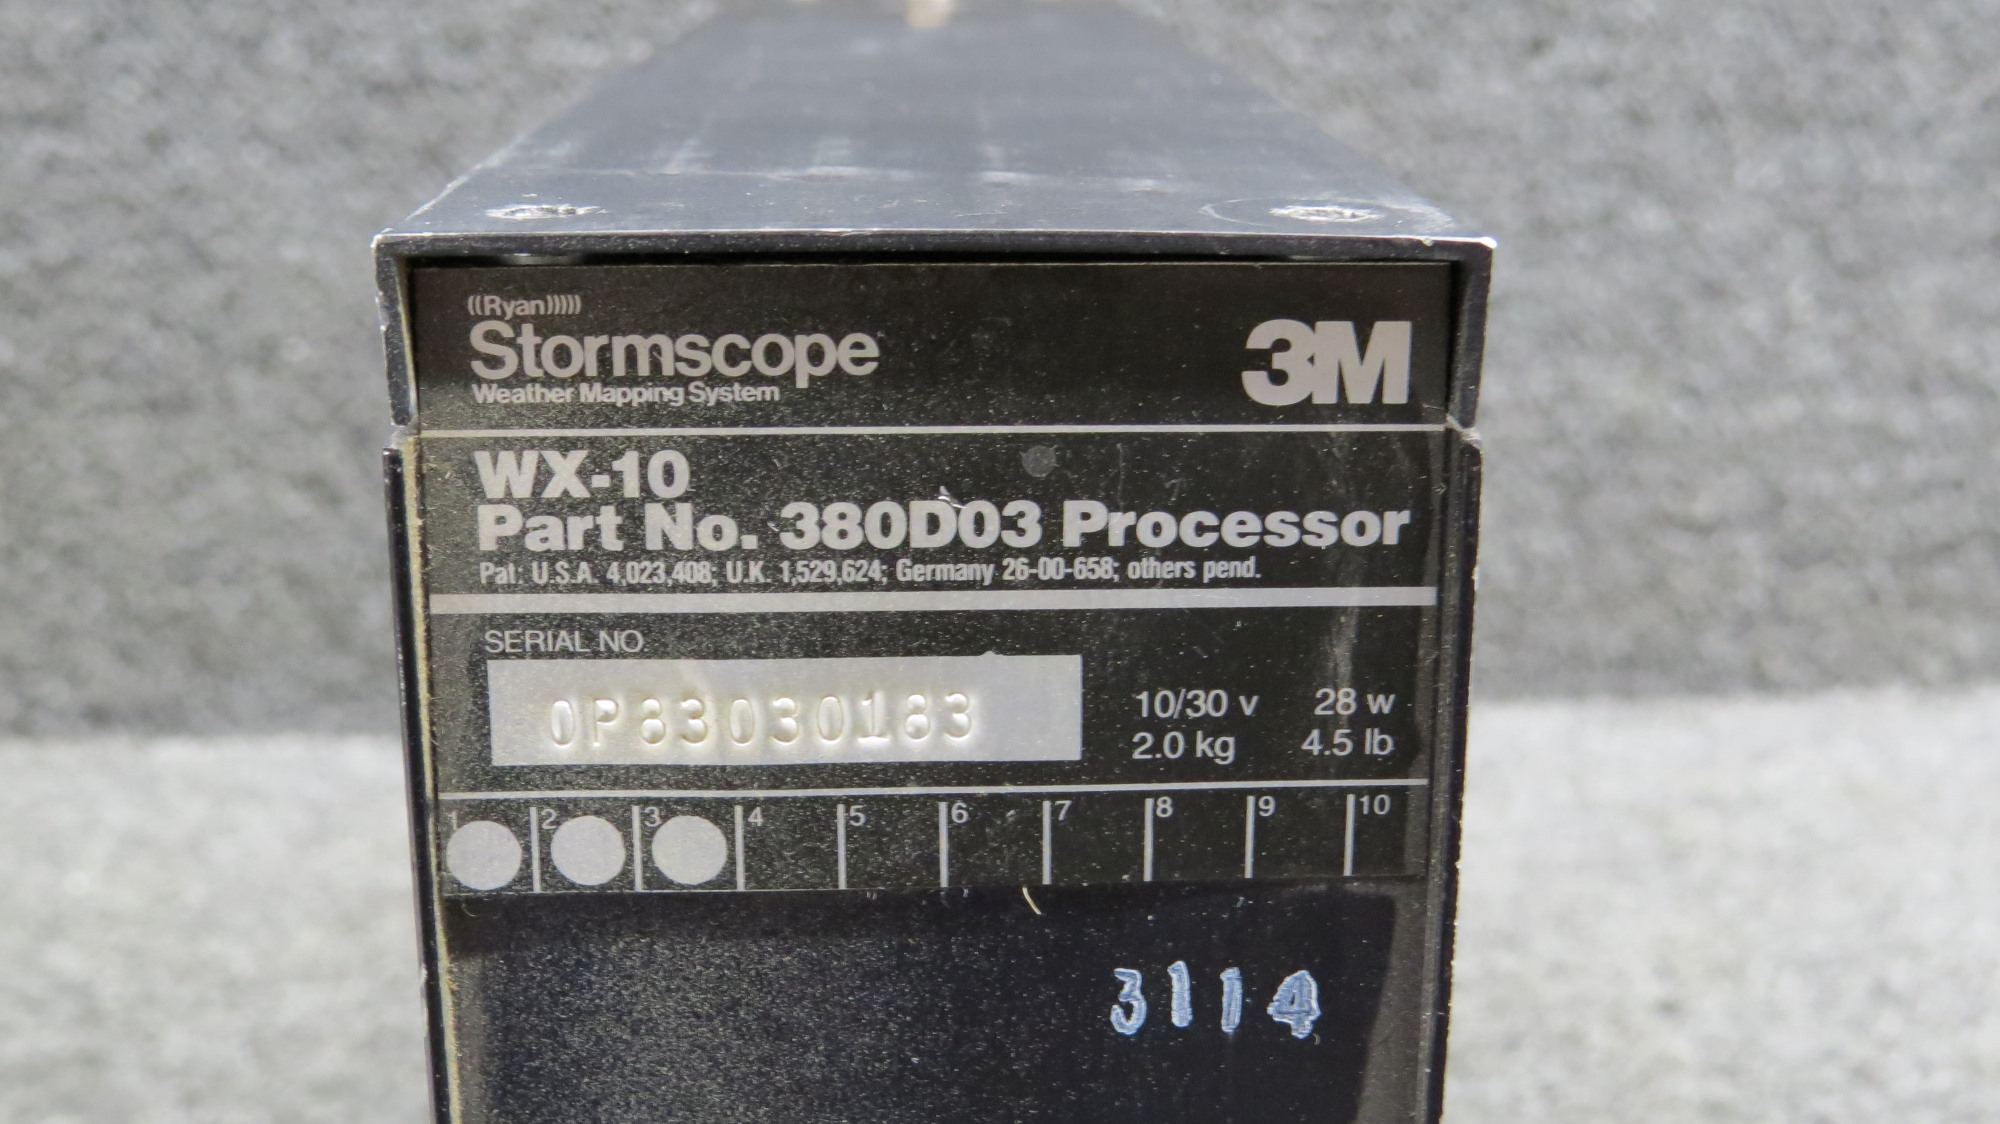 ((Ryan)))))
Stormscope
Weather Mapping System
3M
WX-10
Part No. 380D03 Processor
Pat: U.S.A. 4,023,408; U.K. 1,529,624; Germany 26-00-658; others pend.
SERIAL NO.
0P83030183
10/30 v 28 w
2.0 kg 4.5 lb
1 2 3 4 5 6 7 8 9 10
3114